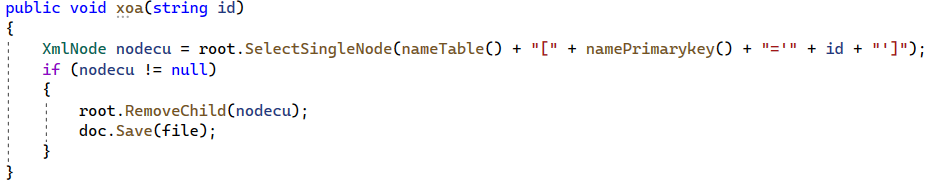 public void xoa(string id)
{
XmlNode nodecu = root.SelectSingleNode(nameTable() + "[" + namePrimarykey() + "='" + id + "']");
if (nodecu != null)
{
root.RemoveChild(nodecu);
doc.Save(file);
}
}